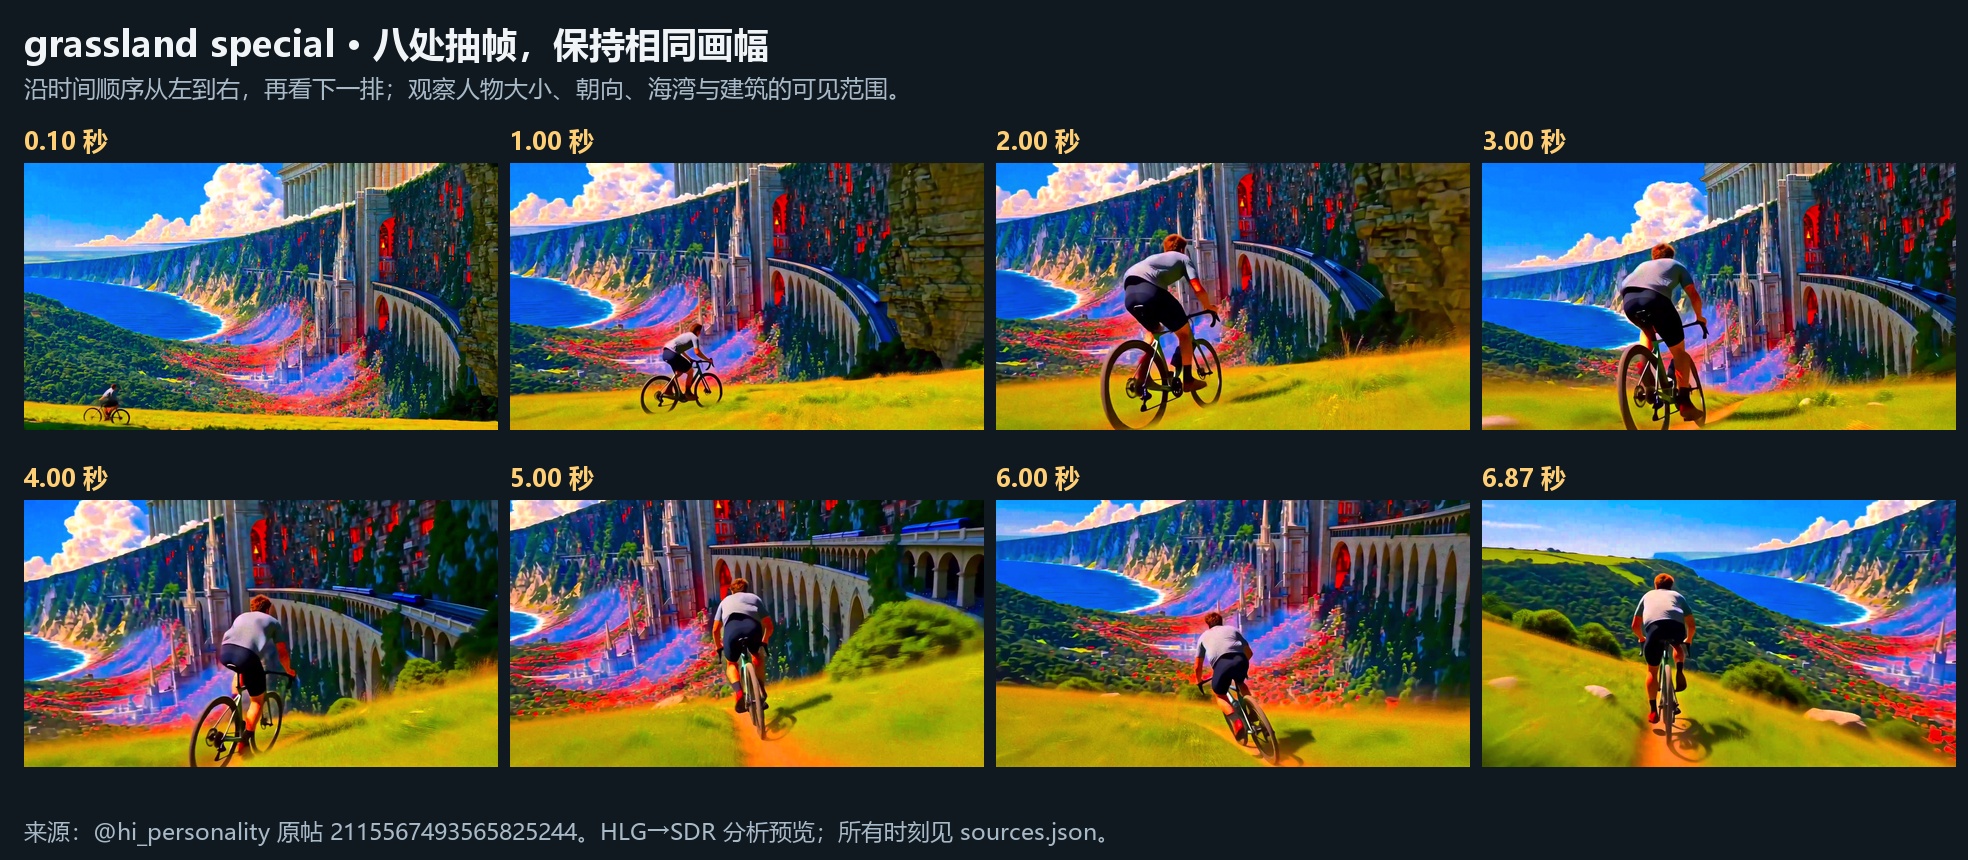 grassland special • 八处抽帧，保持相同画幅
沿时间顺序从左到右，再看下一排；观察人物大小、朝向、海湾与建筑的可见范围。
0.10 秒
1.00 秒
2.00 秒
3.00 秒
4.00 秒
5.00 秒
6.00 秒
6.87 秒
来源：@hi_personality 原帖 2115567493565825244。HLG→SDR 分析预览；所有时刻见 sources.json。